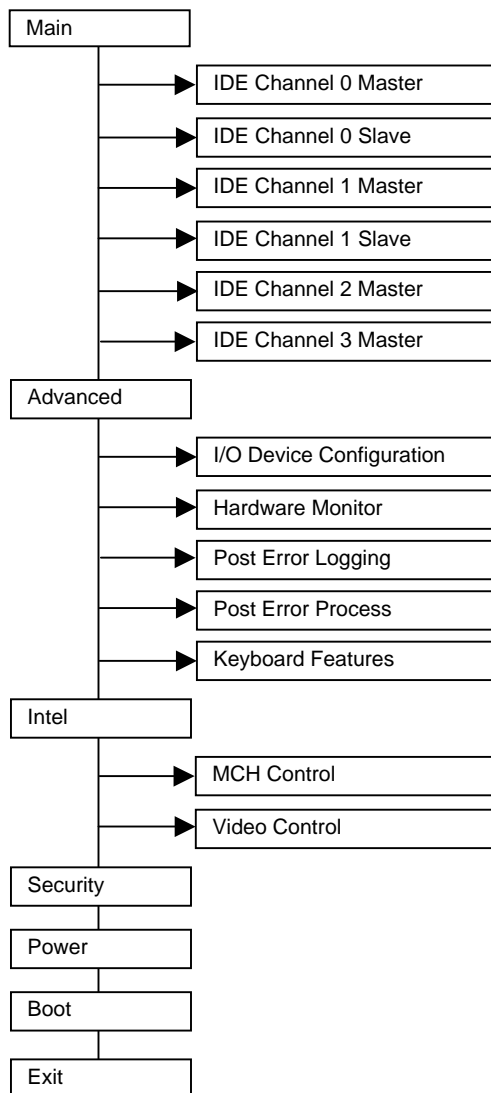 Main
IDE Channel 0 Master
IDE Channel 0 Slave
IDE Channel 1 Master
IDE Channel 1 Slave
IDE Channel 2 Master
IDE Channel 3 Master
Advanced
I/O Device Configuration
Hardware Monitor
Post Error Logging
Post Error Process
Keyboard Features
Intel
MCH Control
Video Control
Security
Power
Boot
Exit